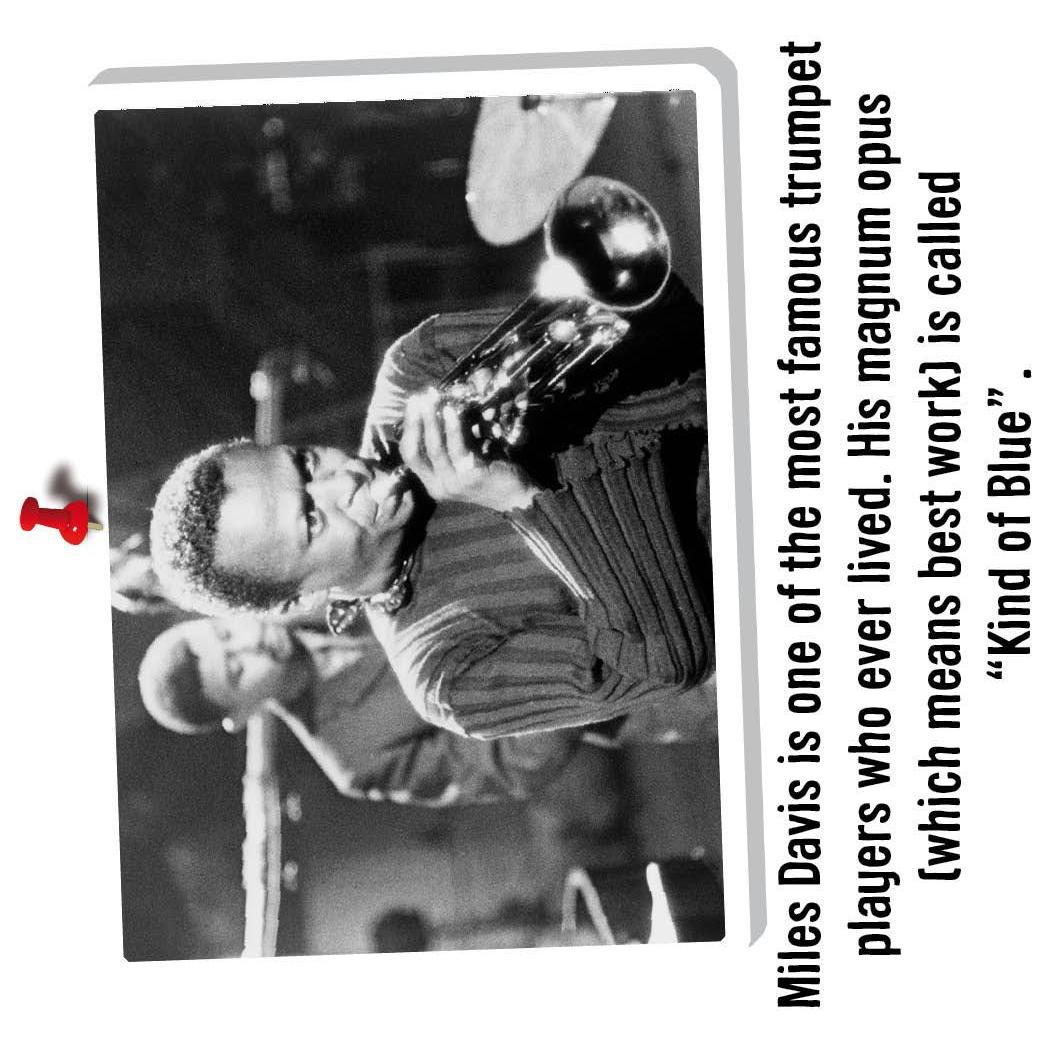 Miles Davis is one of the most famous trumpet
players who ever lived. His magnum opus
(which means best work) is called
“Kind of Blue” .